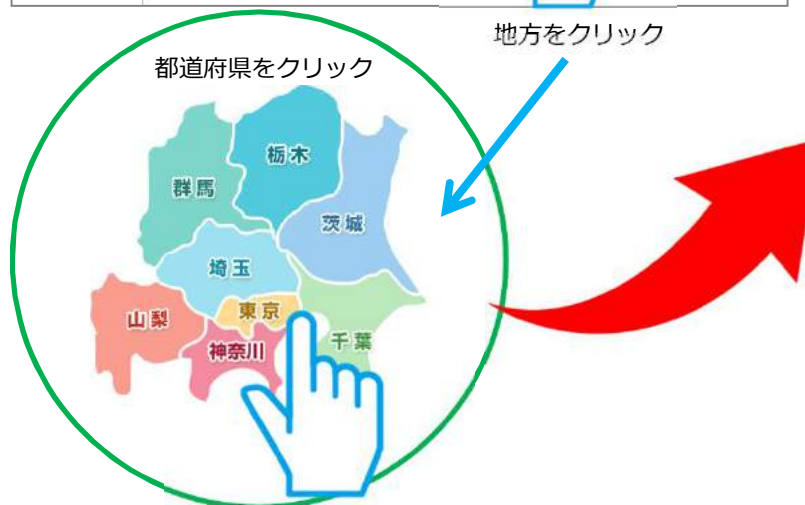 地方をクリック
都道府県をクリック
栃木
群馬
茨城
埼玉
東京
山梨
千葉
神奈川